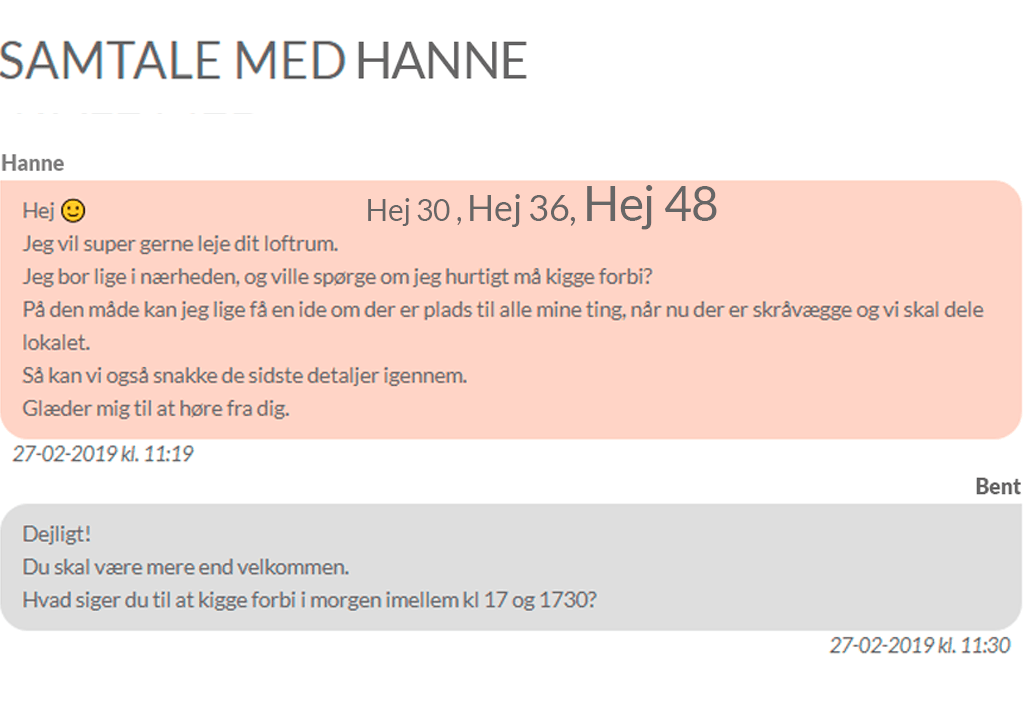 SAMTALE MED HANNE
Hanne
Hej 🙂 Hej 30 , Hej 36, Hej 48
Jeg vil super gerne leje dit loftrum.
Jeg bor lige i nærheden, og ville spørge om jeg hurtigt må kigge forbi?
På den måde kan jeg lige få en ide om der er plads til alle mine ting, når nu der er skråvægge og vi skal dele
lokalet.
Så kan vi også snakke de sidste detaljer igennem.
Glæder mig til at høre fra dig.
27-02-2019 kl. 11:19
Bent
Dejligt!
Du skal være mere end velkommen.
Hvad siger du til at kigge forbi i morgen imellem kl 17 og 1730?
27-02-2019 kl. 11:30